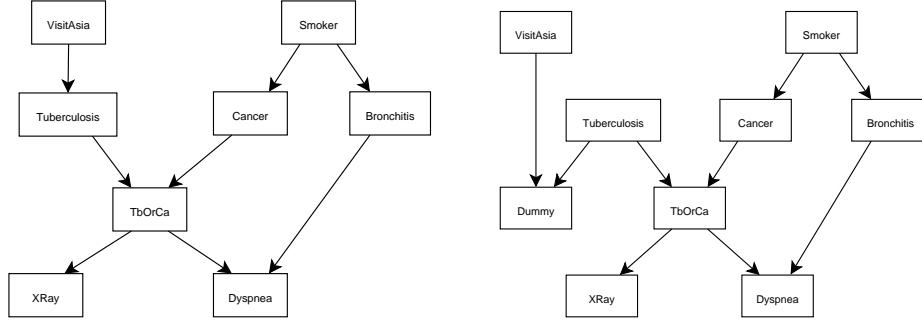 VisitAsia
Smoker
Tuberculosis
Cancer
Bronchitis
TbOrCa
XRay
Dyspnea
VisitAsia
Smoker
Tuberculosis
Cancer
Bronchitis
Dummy
TbOrCa
XRay
Dyspnea